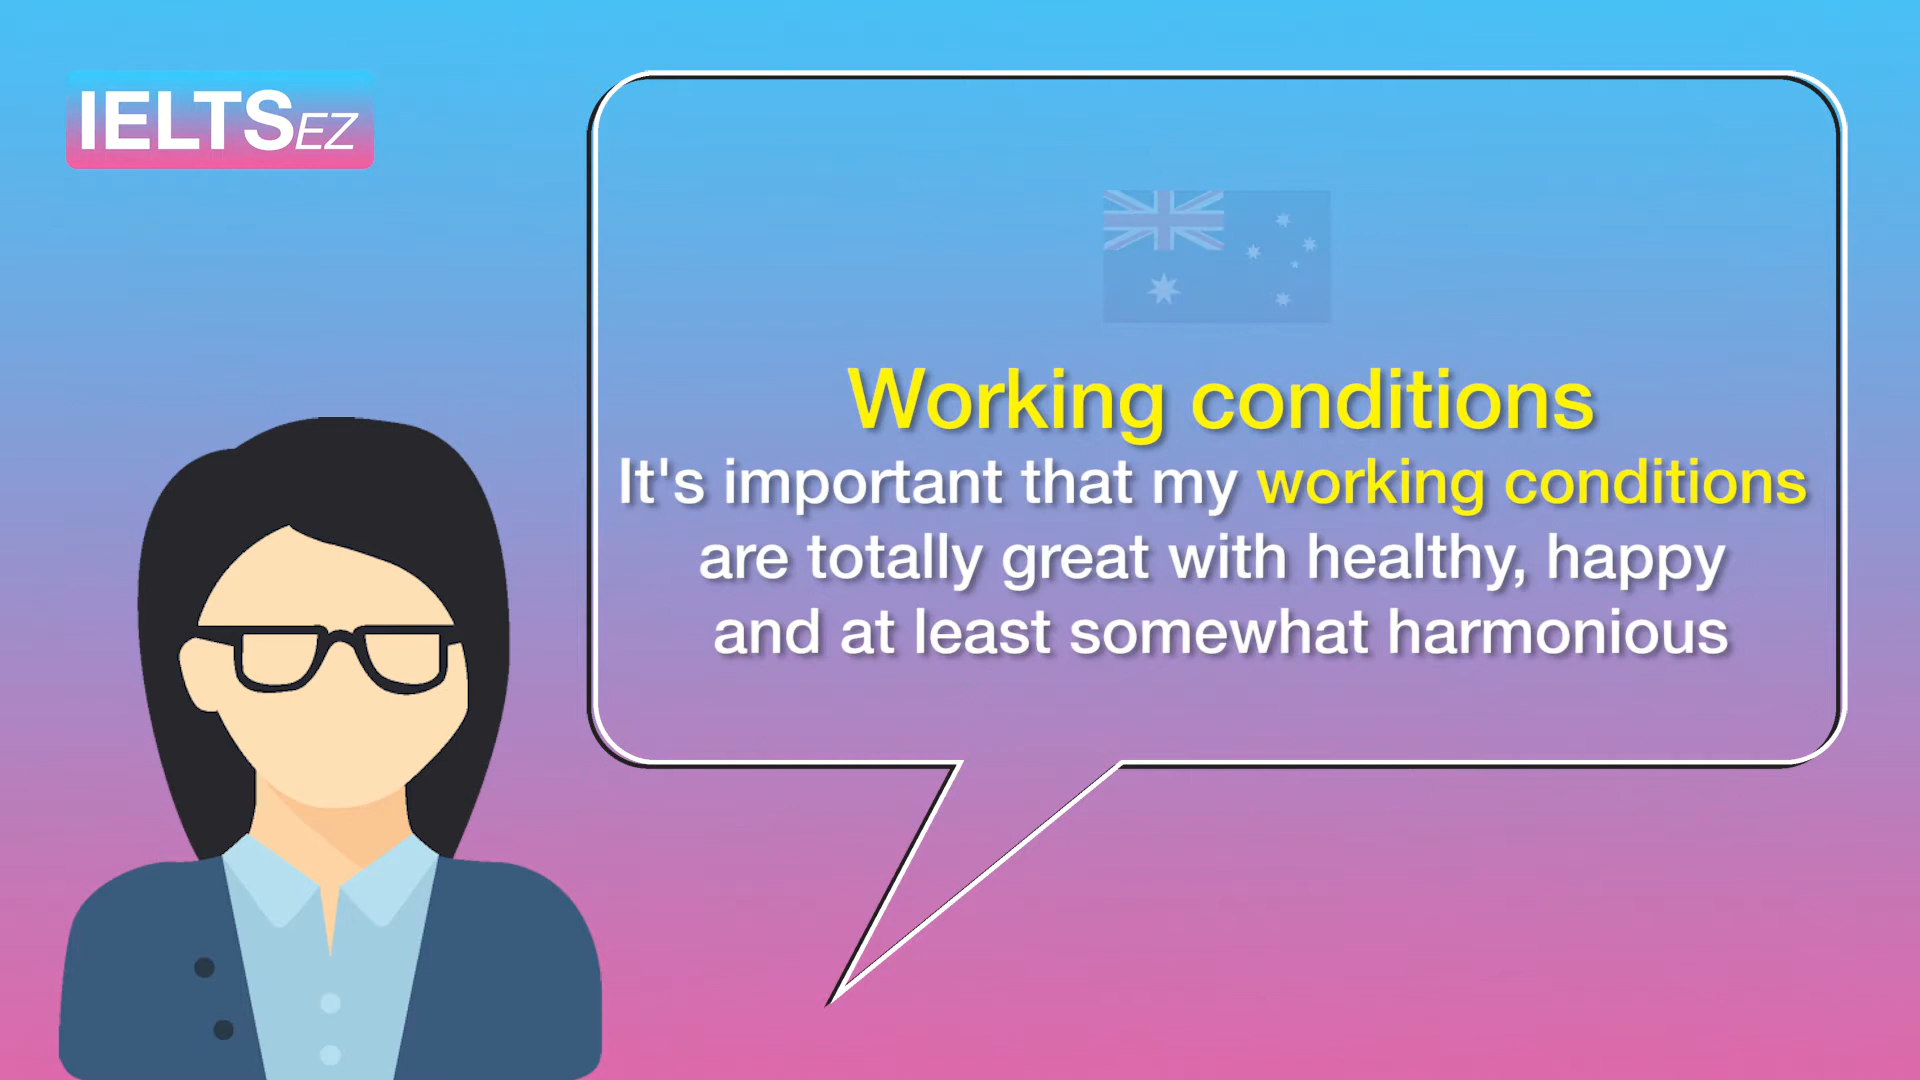 IELTSEZ
Working conditions
It's important that my working conditions
are totally great with healthy, happy
and at least somewhat harmonious